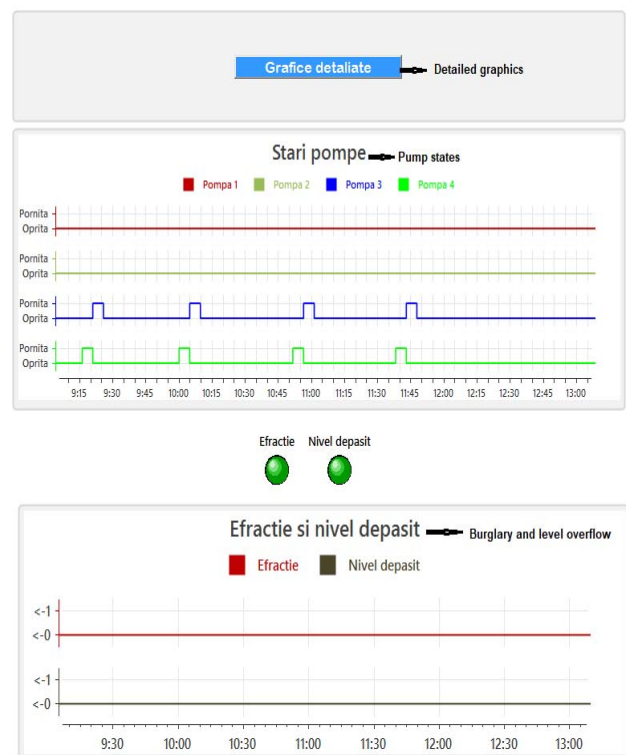 Grafice detaliate Detailed graphics
Stari pompe Pump states
Pompa 1 Pompa 2 Pompa 3 Pompa 4
Pornita
Oprita
Pornita
Oprita
Pornita
Oprita
Pornita
Oprita
9:15 9:30 9:45 10:00 10:15 10:30 10:45 11:00 11:15 11:30 11:45 12:00 12:15 12:30 12:45 13:00
Efractie Nivel depasit
Efractie si nivel depasit Burglary and level overflow
Efractie Nivel depasit
<-1
<-0
<-1
<-0
9:30 10:00 10:30 11:00 11:30 12:00 12:30 13:00